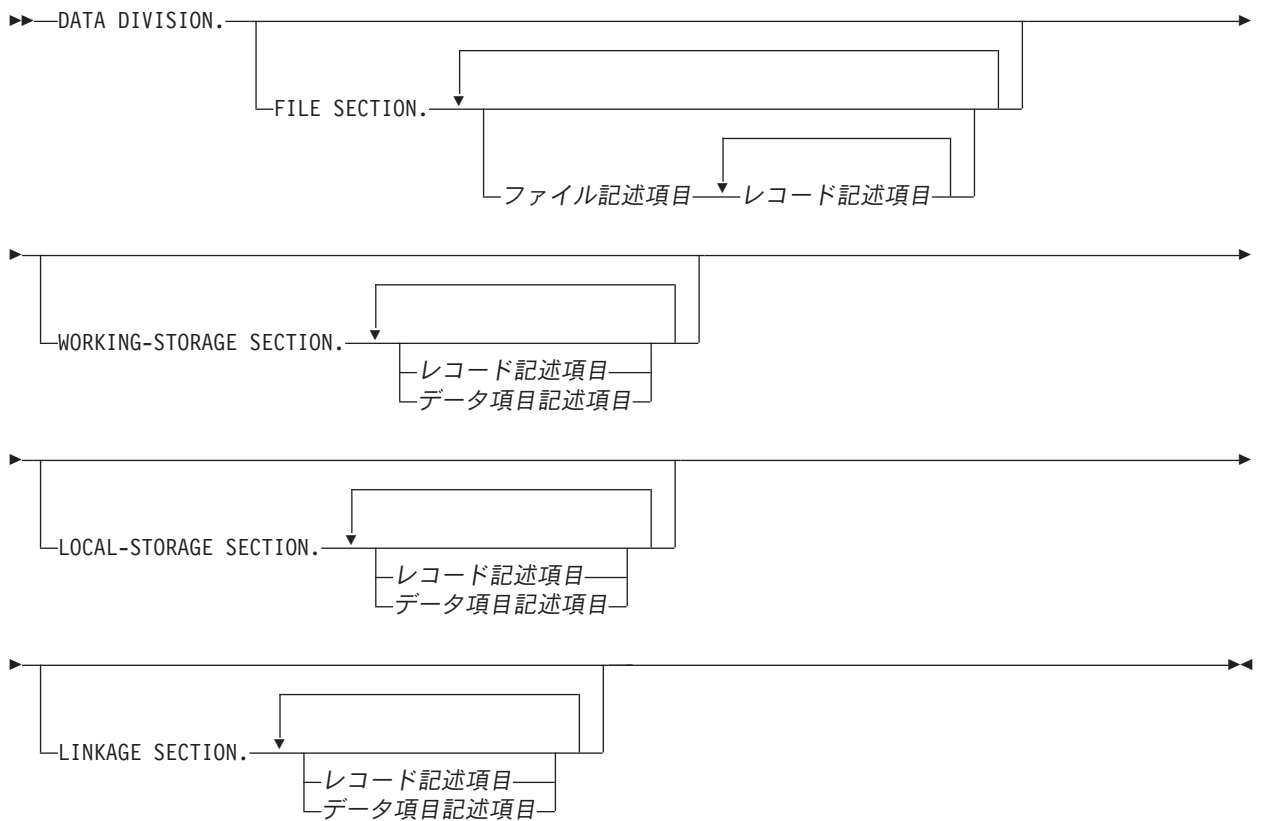 DATA DIVISION.
FILE SECTION.
ファイル記述項目 レコード記述項目
WORKING-STORAGE SECTION.
レコード記述項目
データ項目記述項目
LOCAL-STORAGE SECTION.
レコード記述項目
データ項目記述項目
LINKAGE SECTION.
レコード記述項目
データ項目記述項目